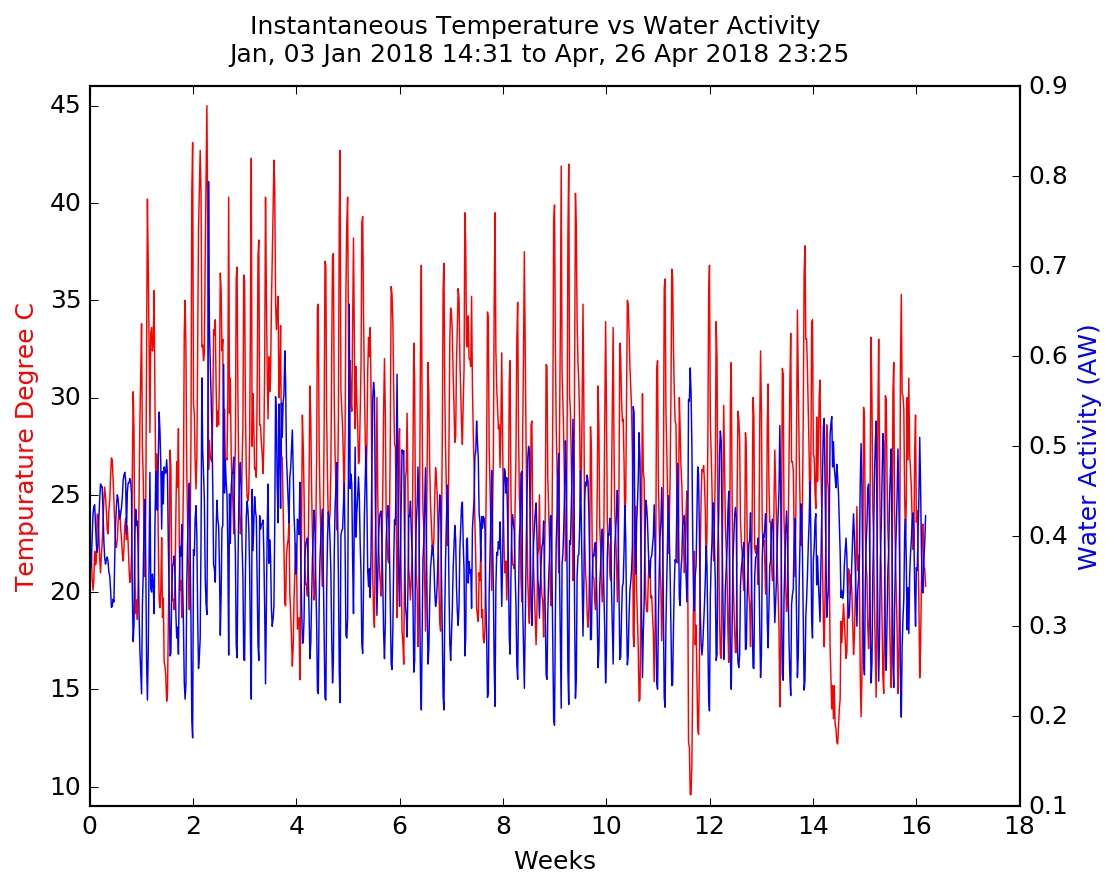 Instantaneous Temperature vs Water Activity
Jan, 03 Jan 2018 14:31 to Apr, 26 Apr 2018 23:25
45
40
35
30
25
20
15
10
Tempurature Degree C
0.9
0.8
0.7
0.6
0.5
0.4
0.3
0.2
0.1
Water Activity (AW)
0 2 4 6 8 10 12 14 16 18
Weeks